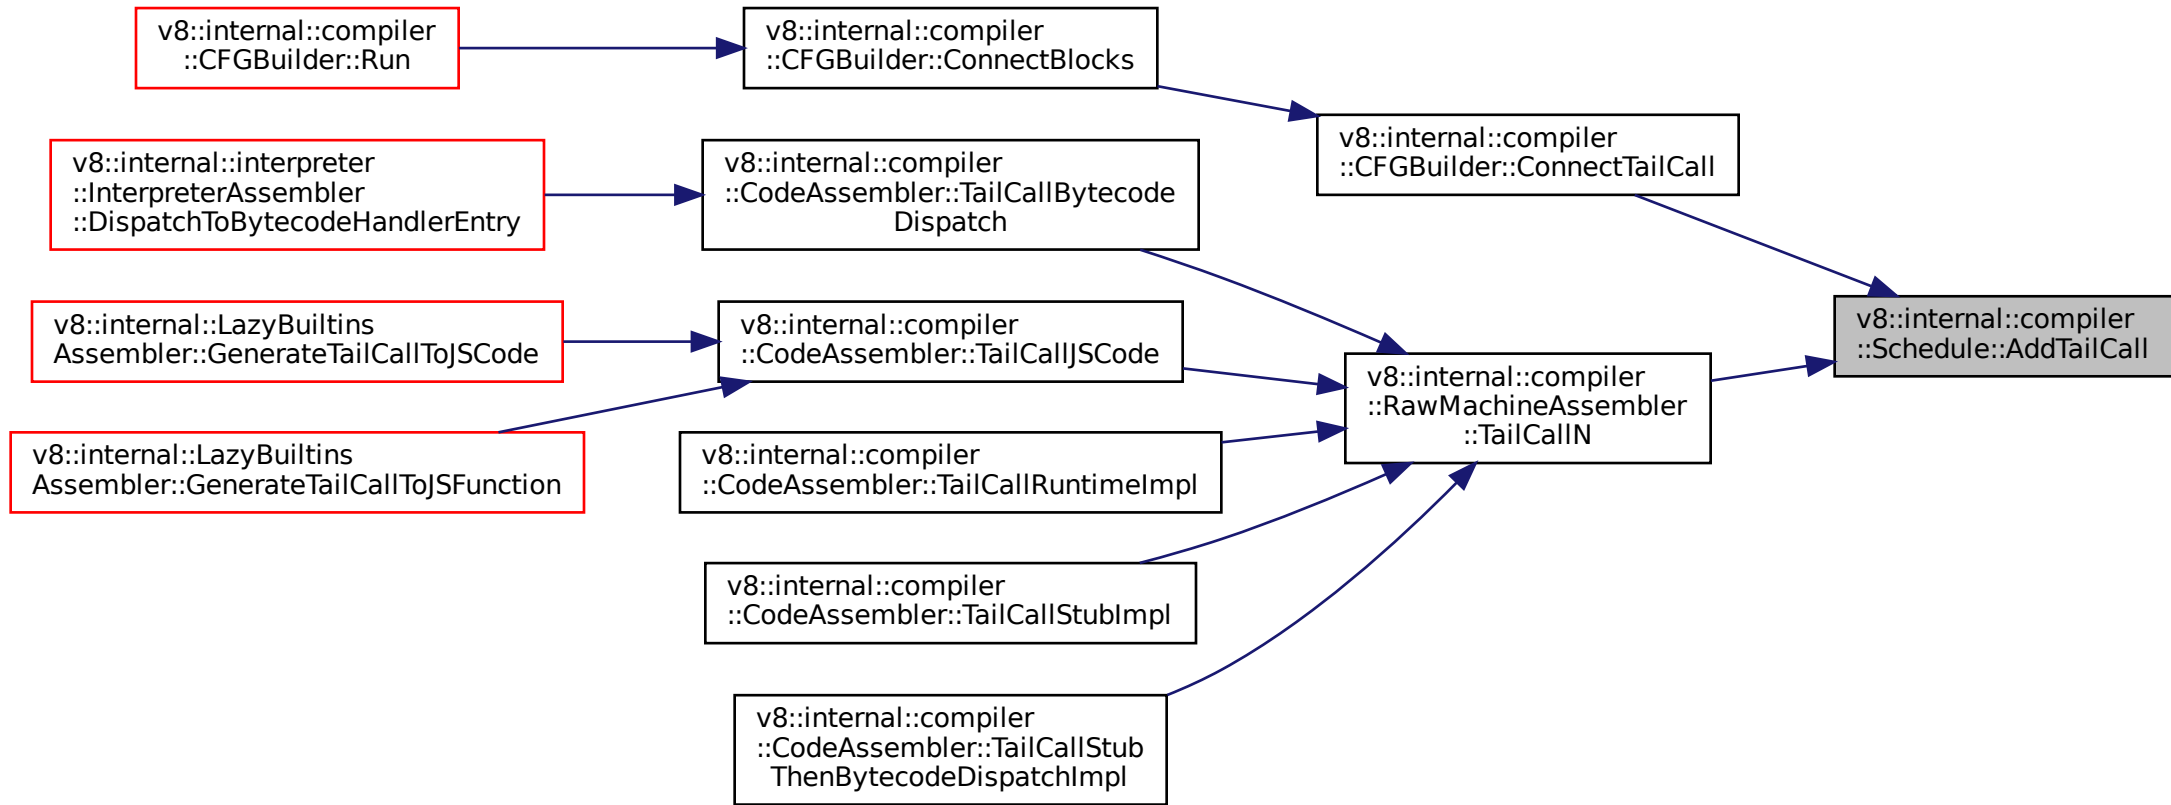 v8::internal::compiler
::CFGBuilder::Run
v8::internal::compiler
::CFGBuilder::ConnectBlocks
v8::internal::compiler
::CFGBuilder::ConnectTailCall
v8::internal::interpreter
::InterpreterAssembler
::DispatchToBytecodeHandlerEntry
v8::internal::compiler
::CodeAssembler::TailCallBytecode
Dispatch
v8::internal::LazyBuiltins
Assembler::GenerateTailCallToJSCode
v8::internal::compiler
::CodeAssembler::TailCallJSCode
v8::internal::compiler
::Schedule::AddTailCall
v8::internal::compiler
::RawMachineAssembler
::TailCallN
v8::internal::LazyBuiltins
Assembler::GenerateTailCallToJSFunction
v8::internal::compiler
::CodeAssembler::TailCallRuntimeImpl
v8::internal::compiler
::CodeAssembler::TailCallStubImpl
v8::internal::compiler
::CodeAssembler::TailCallStub
ThenBytecodeDispatchImpl